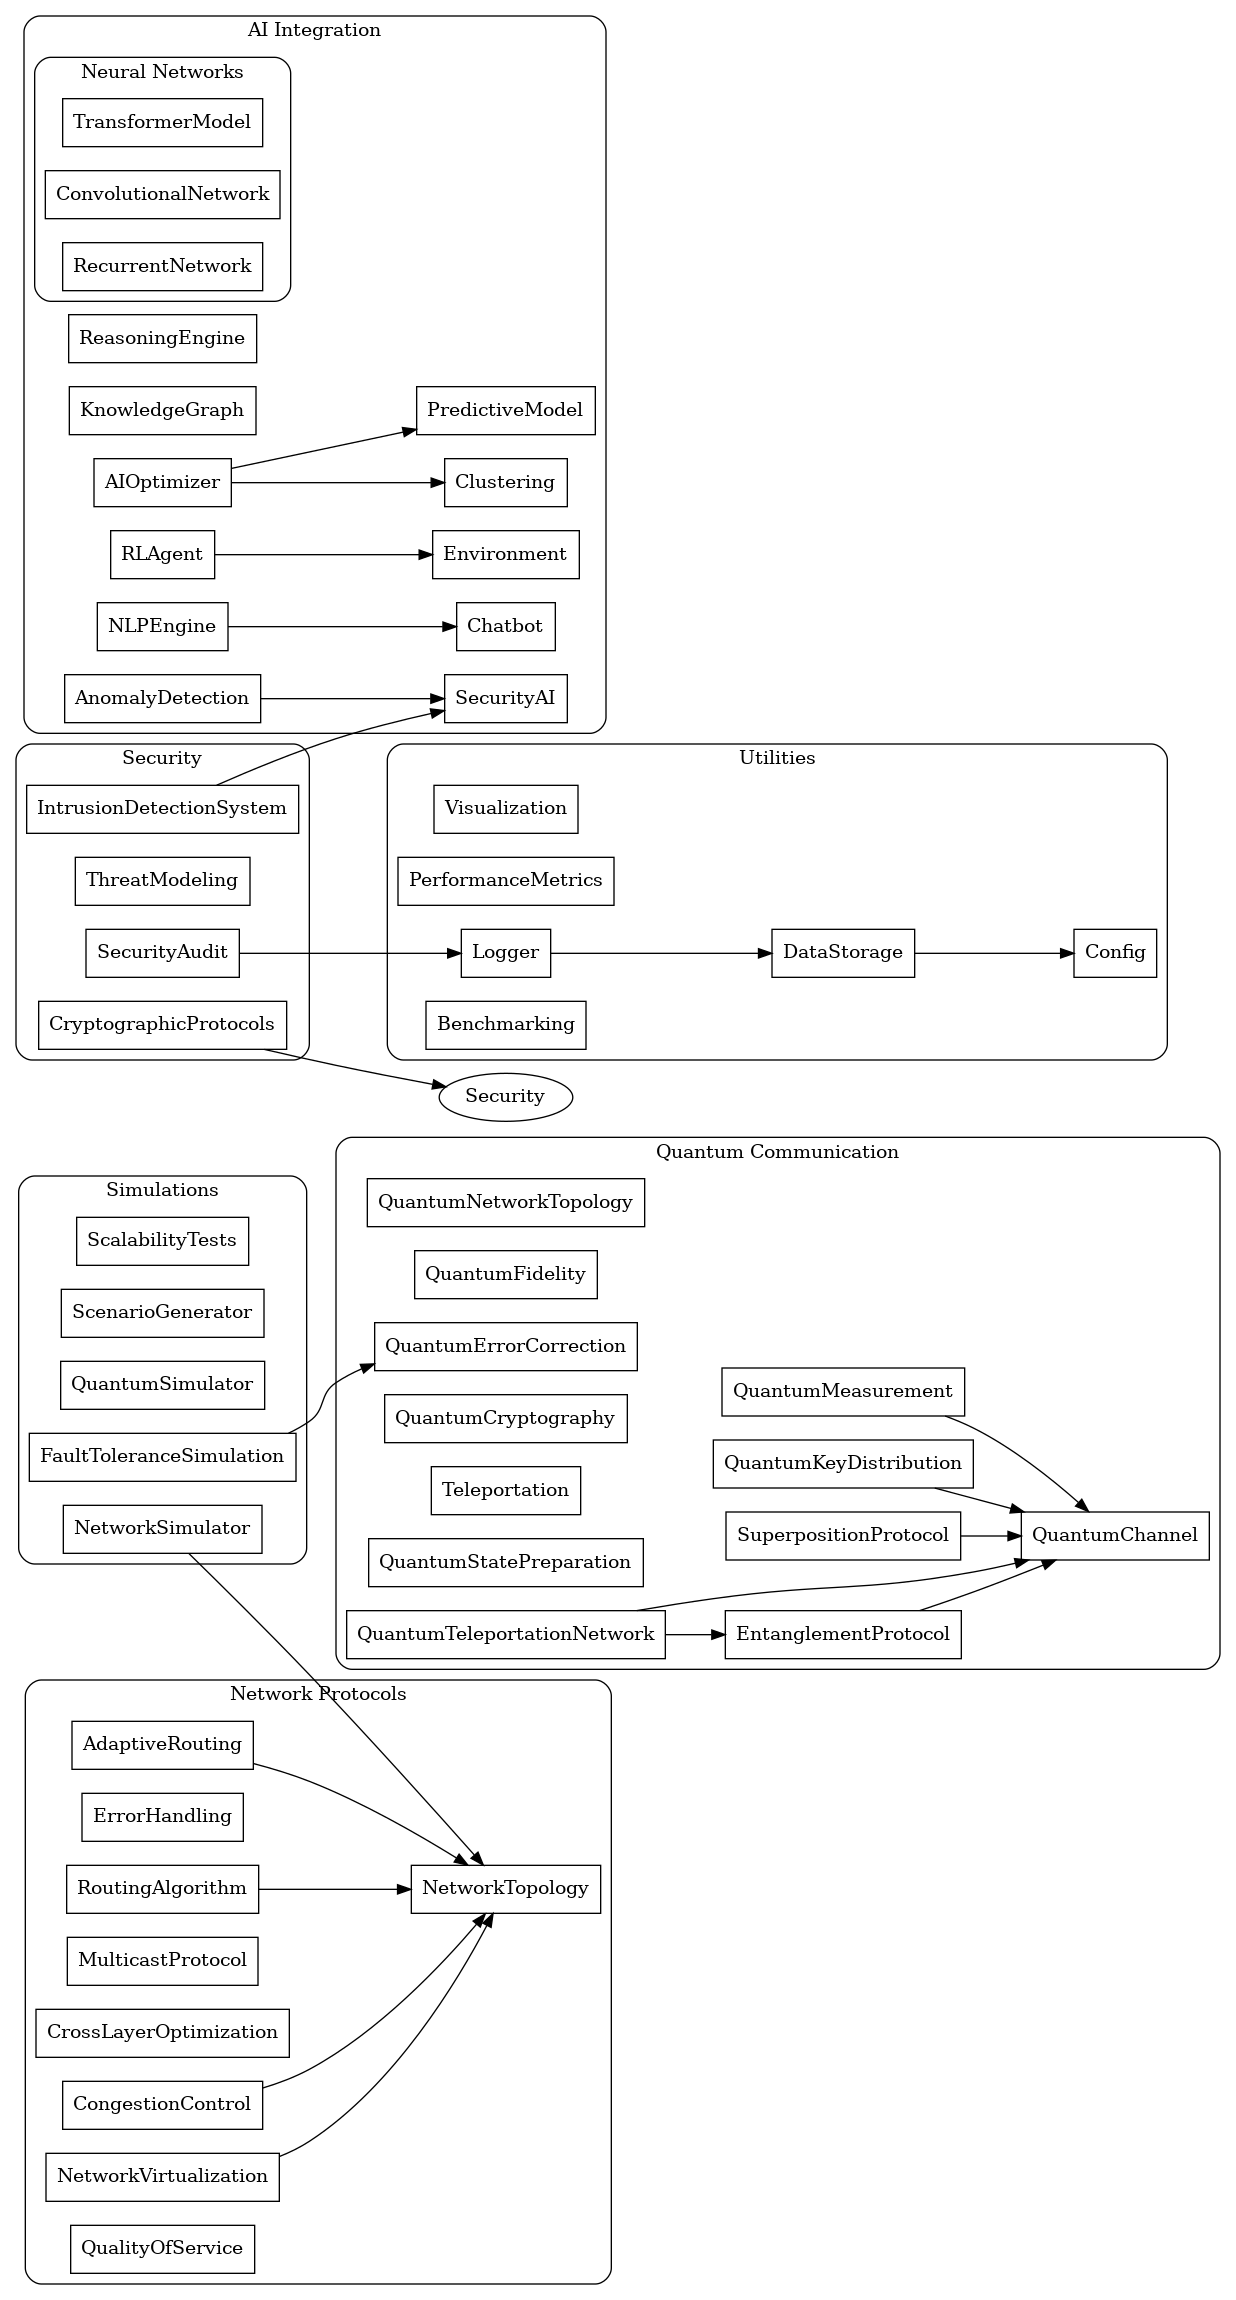 AI Integration
Neural Networks
TransformerModel
ConvolutionalNetwork
RecurrentNetwork
ReasoningEngine
KnowledgeGraph
PredictiveModel
AIOptimizer
Clustering
RLAgent
Environment
NLPEngine
Chatbot
AnomalyDetection
SecurityAI
Security
IntrusionDetectionSystem
ThreatModeling
SecurityAudit
CryptographicProtocols
Utilities
Visualization
PerformanceMetrics
Logger
DataStorage
Config
Benchmarking
Security
Simulations
ScalabilityTests
ScenarioGenerator
QuantumSimulator
FaultToleranceSimulation
NetworkSimulator
Quantum Communication
QuantumNetworkTopology
QuantumFidelity
QuantumErrorCorrection
QuantumMeasurement
QuantumCryptography
QuantumKeyDistribution
Teleportation
SuperpositionProtocol
QuantumChannel
QuantumStatePreparation
QuantumTeleportationNetwork
EntanglementProtocol
Network Protocols
AdaptiveRouting
ErrorHandling
RoutingAlgorithm
NetworkTopology
MulticastProtocol
CrossLayerOptimization
CongestionControl
NetworkVirtualization
QualityOfService